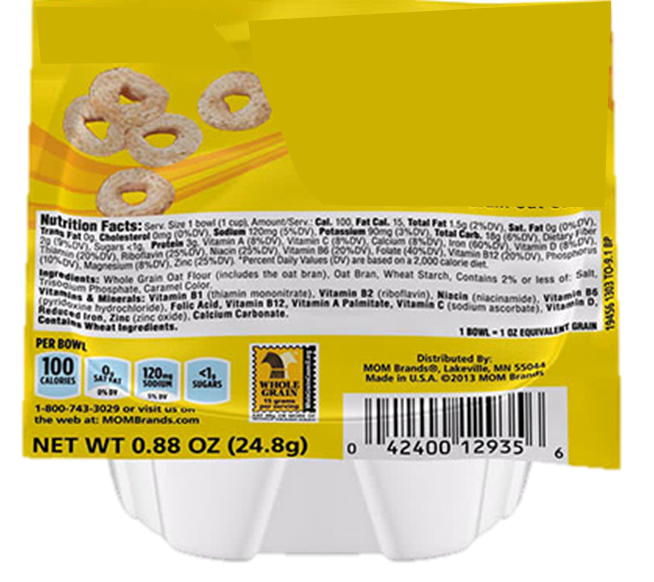 Nutrition Facts: Serv. Size 1 bowl (1 cup), Amount/Serv.: Cal. 100, Fat Cal. 15, Total Fat 1.5g (2%DV), Sat. Fat 0g (0%DV),
Trans Fat 0g, Cholesterol 0mg (0%DV), Sodium 120mg (5%DV), Potassium 90mg (3%DV), Total Carb. 18g (6%DV), Dietary Fiber
2g (9%DV), Sugars <1g, Protein 3g, Vitamin A (8%DV), Vitamin C (8%DV), Calcium (8%DV), Iron (60%DV), Vitamin D (8%DV),
Thiamin (20%DV), Riboflavin (25%DV), Niacin (25%DV), Vitamin B6 (20%DV), Folate (40%DV), Vitamin B12 (20%DV), Phosphorus
(10%DV), Magnesium (8%DV), Zinc (25%DV). *Percent Daily Values (DV) are based on a 2,000 calorie diet.
Ingredients: Whole Grain Oat Flour (includes the oat bran), Oat Bran, Wheat Starch, Contains 2% or less of: Salt,
Trisodium Phosphate, Caramel Color.
Vitamins & Minerals: Vitamin B1 (thiamin mononitrate), Vitamin B2 (riboflavin), Niacin (niacinamide), Vitamin B6
(pyridoxine hydrochloride), Folic Acid, Vitamin B12, Vitamin A Palmitate, Vitamin C (sodium ascorbate), Vitamin D,
Reduced Iron, Zinc (zinc oxide), Calcium Carbonate.
Contains Wheat Ingredients.
1 BOWL = 1 OZ EQUIVALENT GRAIN
19456 1303 TO-9.1 BP
PER BOWL
100
CALORIES
0g
SAT FAT
0% DV
120mg
SODIUM
5% DV
<1g
SUGARS
WHOLE
GRAIN
15 grams
per serving
Distributed By:
MOM Brands®, Lakeville, MN 55044
Made in U.S.A. ©2013 MOM Brands
1-800-743-3029 or visit us on
the web at: MOMBrands.com
NET WT 0.88 OZ (24.8g)
0 42400 12935 6